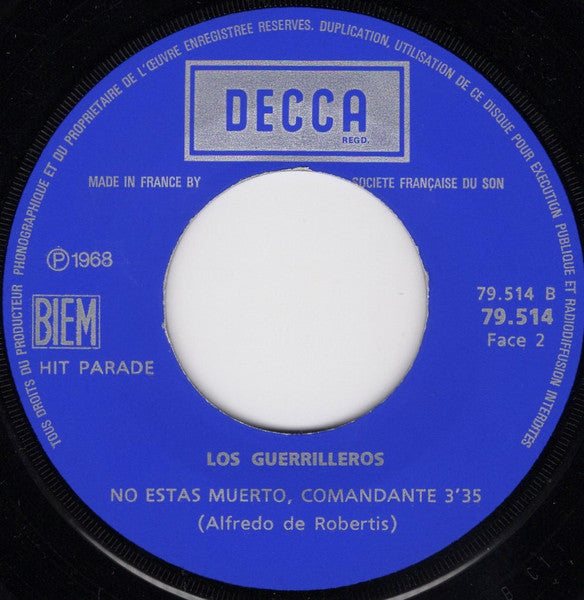 TOUS DROITS DU PRODUCTEUR PHONOGRAPHIQUE ET DU PROPRIETAIRE DE L'ŒUVRE ENREGISTREE RESERVES. DUPLICATION, UTILISATION DE CE DISQUE POUR EXECUTION PUBLIQUE ET RADIODIFFUSION INTERDITES
DECCA
REGD.
MADE IN FRANCE BY SOCIETE FRANÇAISE DU SON
℗ 1968
79.514 B
BIEM
79.514
Face 2
HIT PARADE
LOS GUERRILLEROS
NO ESTAS MUERTO, COMANDANTE 3'35
(Alfredo de Robertis)